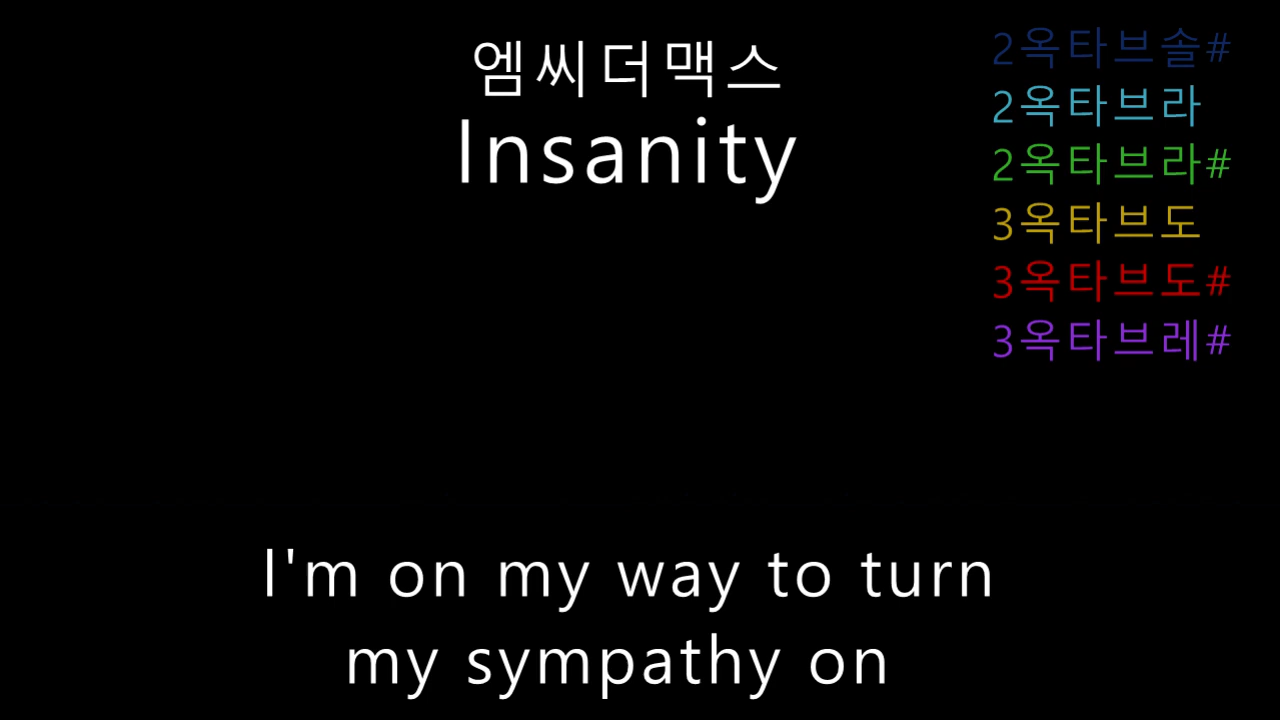 엠씨더맥스
Insanity
2옥타브솔#
2옥타브라
2옥타브라#
3옥타브도
3옥타브도#
3옥타브레#
I'm on my way to turn
my sympathy on